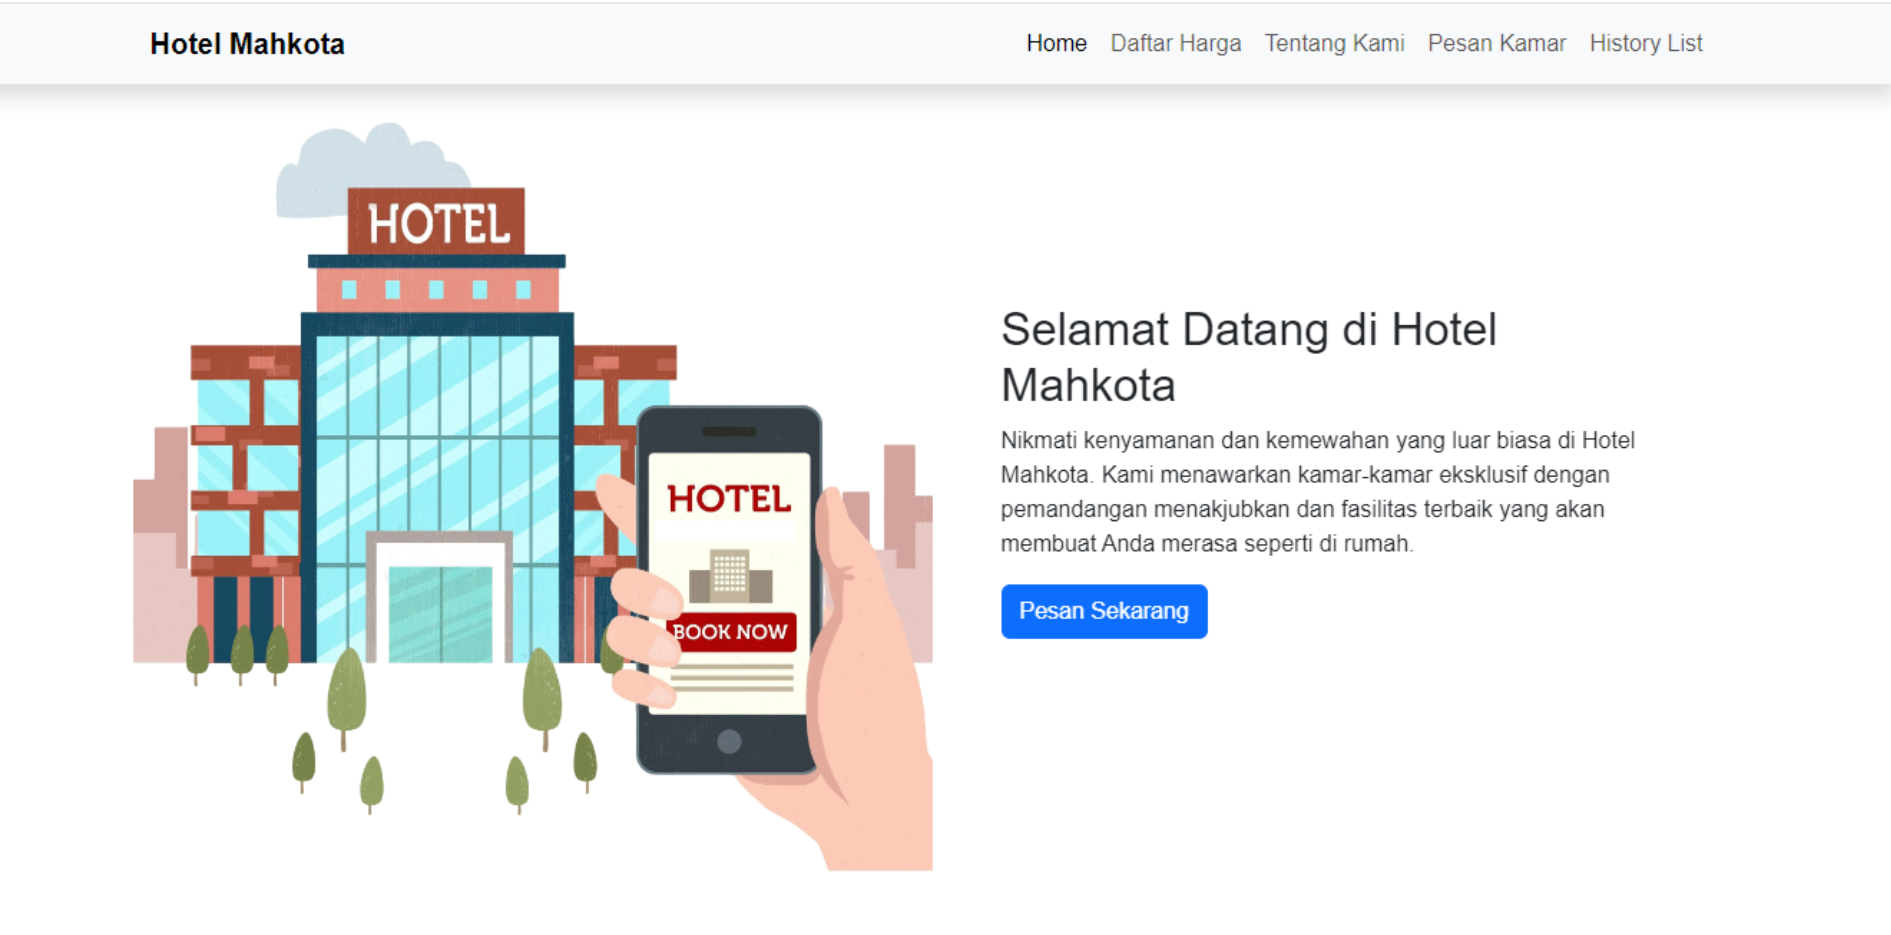 Hotel Mahkota
Home Daftar Harga Tentang Kami Pesan Kamar History List
HOTEL
HOTEL
BOOK NOW
Selamat Datang di Hotel
Mahkota
Nikmati kenyamanan dan kemewahan yang luar biasa di Hotel
Mahkota. Kami menawarkan kamar-kamar eksklusif dengan
pemandangan menakjubkan dan fasilitas terbaik yang akan
membuat Anda merasa seperti di rumah.
Pesan Sekarang